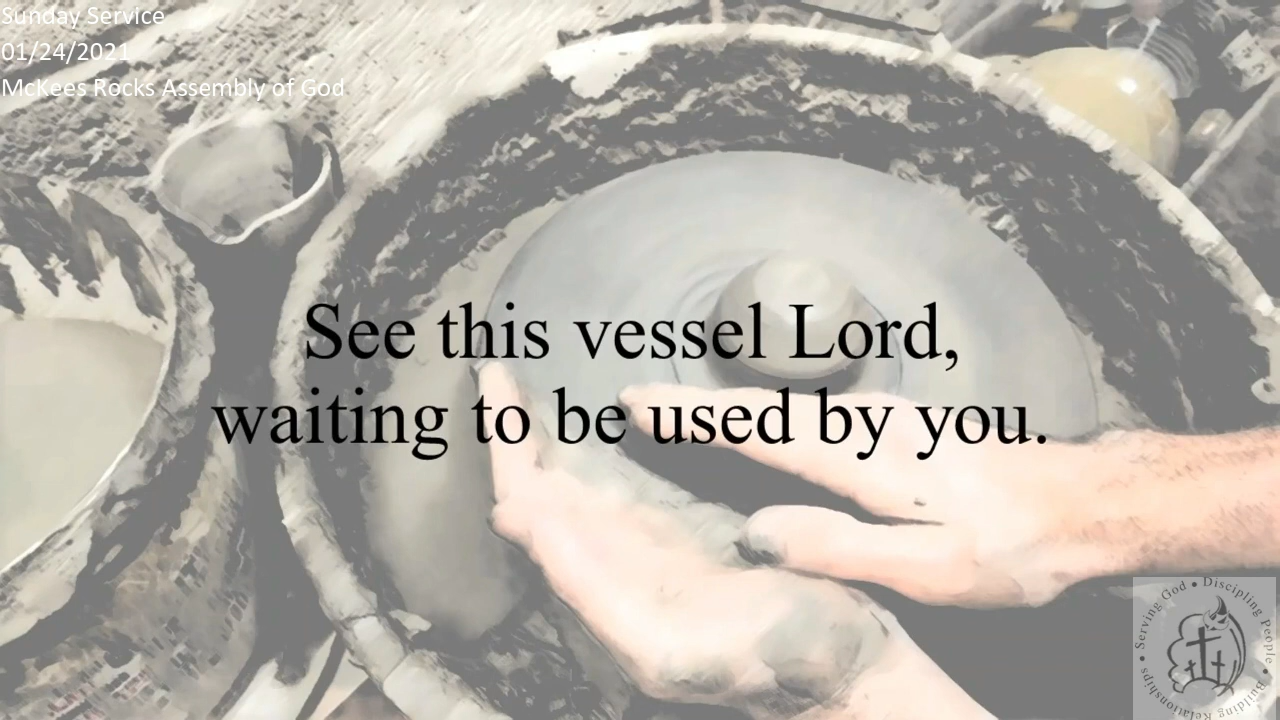 Sunday Service
01/24/2021
McKees Rocks Assembly of God
See this vessel Lord,
waiting to be used by you.
Serving God • Discipling People • Building Relationships •